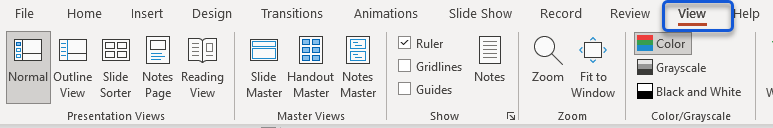 File Home Insert Design Transitions Animations Slide Show Record Review View Help
Normal Outline View Slide Sorter Notes Page Reading View
Presentation Views
Slide Master Handout Master Notes Master
Master Views
Ruler
Gridlines
Guides
Show
Notes
Zoom Fit to Window
Zoom
Color
Grayscale
Black and White
Color/Grayscale